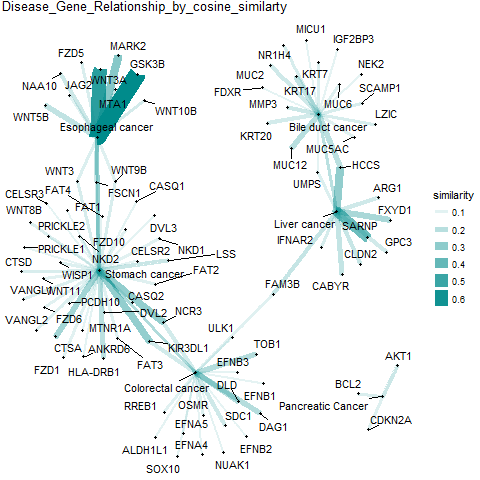 Disease_Gene_Relationship_by_cosine_similarty
MICU1
IGF2BP3
FZD5
MARK2
NR1H4
GSK3B
NEK2
KRT7
MUC2
NAA10
JAG2
WNT3A
FDXR
KRT17
SCAMP1
MTA1
MMP3
MUC6
WNT5B
WNT10B
LZIC
Esophageal cancer
Bile duct cancer
KRT20
MUC5AC
MUC12
HCCS
WNT3
WNT9B
UMPS
CELSR3
FAT4
FSCN1
CASQ1
ARG1
WNT8B
FAT1
FXYD1
Liver cancer
PRICKLE2
DVL3
SARNP
FZD10
IFNAR2
PRICKLE1
NKD1
GPC3
CTSD
NKD2
CELSR2
LSS
CLDN2
WISP1
Stomach cancer
FAT2
CABYR
VANGL1
WNT11
FAM3B
PCDH10
CASQ2
VANGL2
FZD6
DVL2
NCR3
MTNR1A
ULK1
CTSA
ANKRD6
KIR3DL1
TOB1
FZD1
HLA-DRB1
FAT3
EFNB3
AKT1
Colorectal cancer
DLD
BCL2
EFNB1
RREB1
OSMR
Pancreatic Cancer
SDC1
EFNA5
DAG1
CDKN2A
ALDH1L1
EFNA4
EFNB2
SOX10
NUAK1
similarity
0.1
0.2
0.3
0.4
0.5
0.6